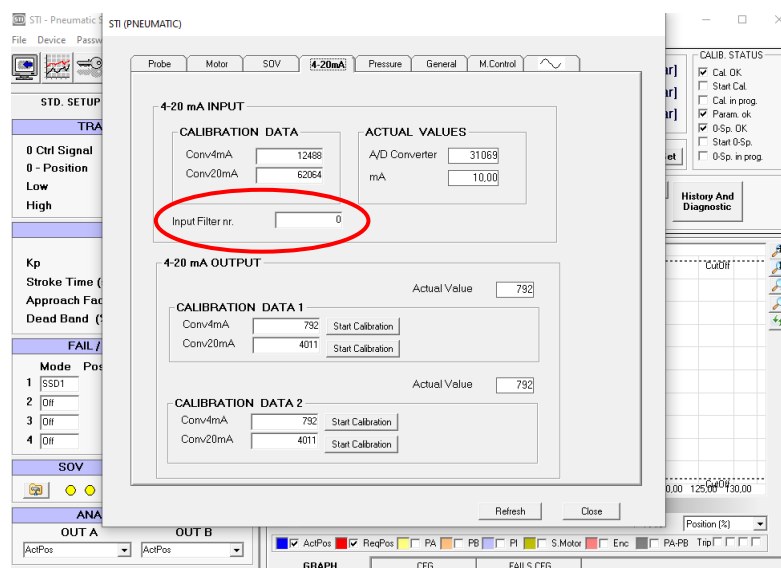 STI - Pneumatic S
STI (PNEUMATIC)
File Device Passw
Probe Motor SOV 4-20mA Pressure General M.Control
CALIB. STATUS
Cal. OK
Start Cal.
Cal. in prog.
Param. ok
0-Sp. OK
Start 0-Sp.
0-Sp. in prog.
STD. SETUP
TRA
0 Ctrl Signal
0 - Position
Low
High
4-20 mA INPUT
CALIBRATION DATA
Conv4mA 12488
Conv20mA 62064
ACTUAL VALUES
A/D Converter 31069
mA 10,00
Input Filter nr. 0
et
History And
Diagnostic
Kp
Stroke Time (
Approach Fac
Dead Band (
4-20 mA OUTPUT
Actual Value 792
CALIBRATION DATA 1
Conv4mA 792 Start Calibration
Conv20mA 4011 Start Calibration
Actual Value 792
CALIBRATION DATA 2
Conv4mA 792 Start Calibration
Conv20mA 4011 Start Calibration
CutOff
FAIL /
Mode Pos
1 SSD1
2 Off
3 Off
4 Off
SOV
CutOff
0,00 125,00 130,00
Refresh Close
ANA
OUT A OUT B
ActPos ActPos
Position (%)
ActPos ReqPos PA PB PI S.Motor Enc PA-PB Trip
GRAPH CFG FAILS CFG